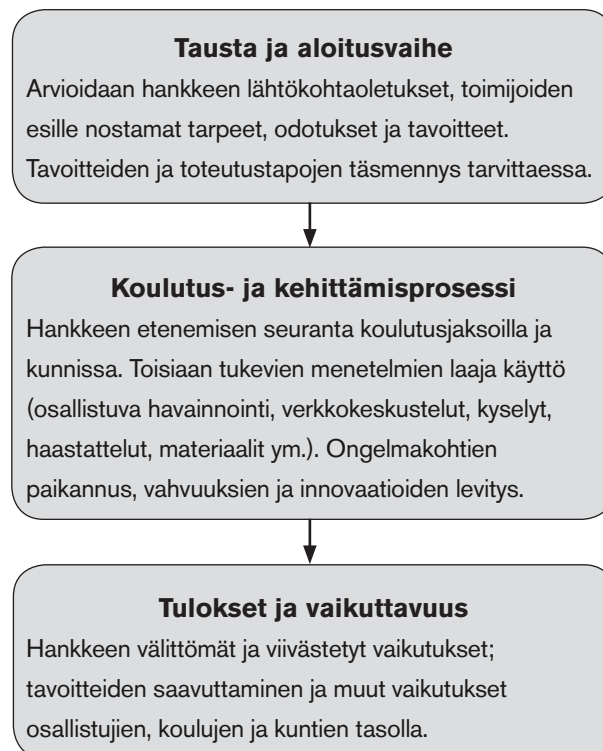 Tausta ja aloitusvaihe
Arvioidaan hankkeen lähtökohtaoletukset, toimijoiden
esille nostamat tarpeet, odotukset ja tavoitteet.
Tavoitteiden ja toteutustapojen täsmennys tarvittaessa.
Koulutus- ja kehittämisprosessi
Hankkeen etenemisen seuranta koulutusjaksoilla ja
kunnissa. Toisiaan tukevien menetelmien laaja käyttö
(osallistuva havainnointi, verkkokeskustelut, kyselyt,
haastattelut, materiaalit ym.). Ongelmakohtien
paikannus, vahvuuksien ja innovaatioiden levitys.
Tulokset ja vaikuttavuus
Hankkeen välittömät ja viivästetyt vaikutukset;
tavoitteiden saavuttaminen ja muut vaikutukset
osallistujien, koulujen ja kuntien tasolla.